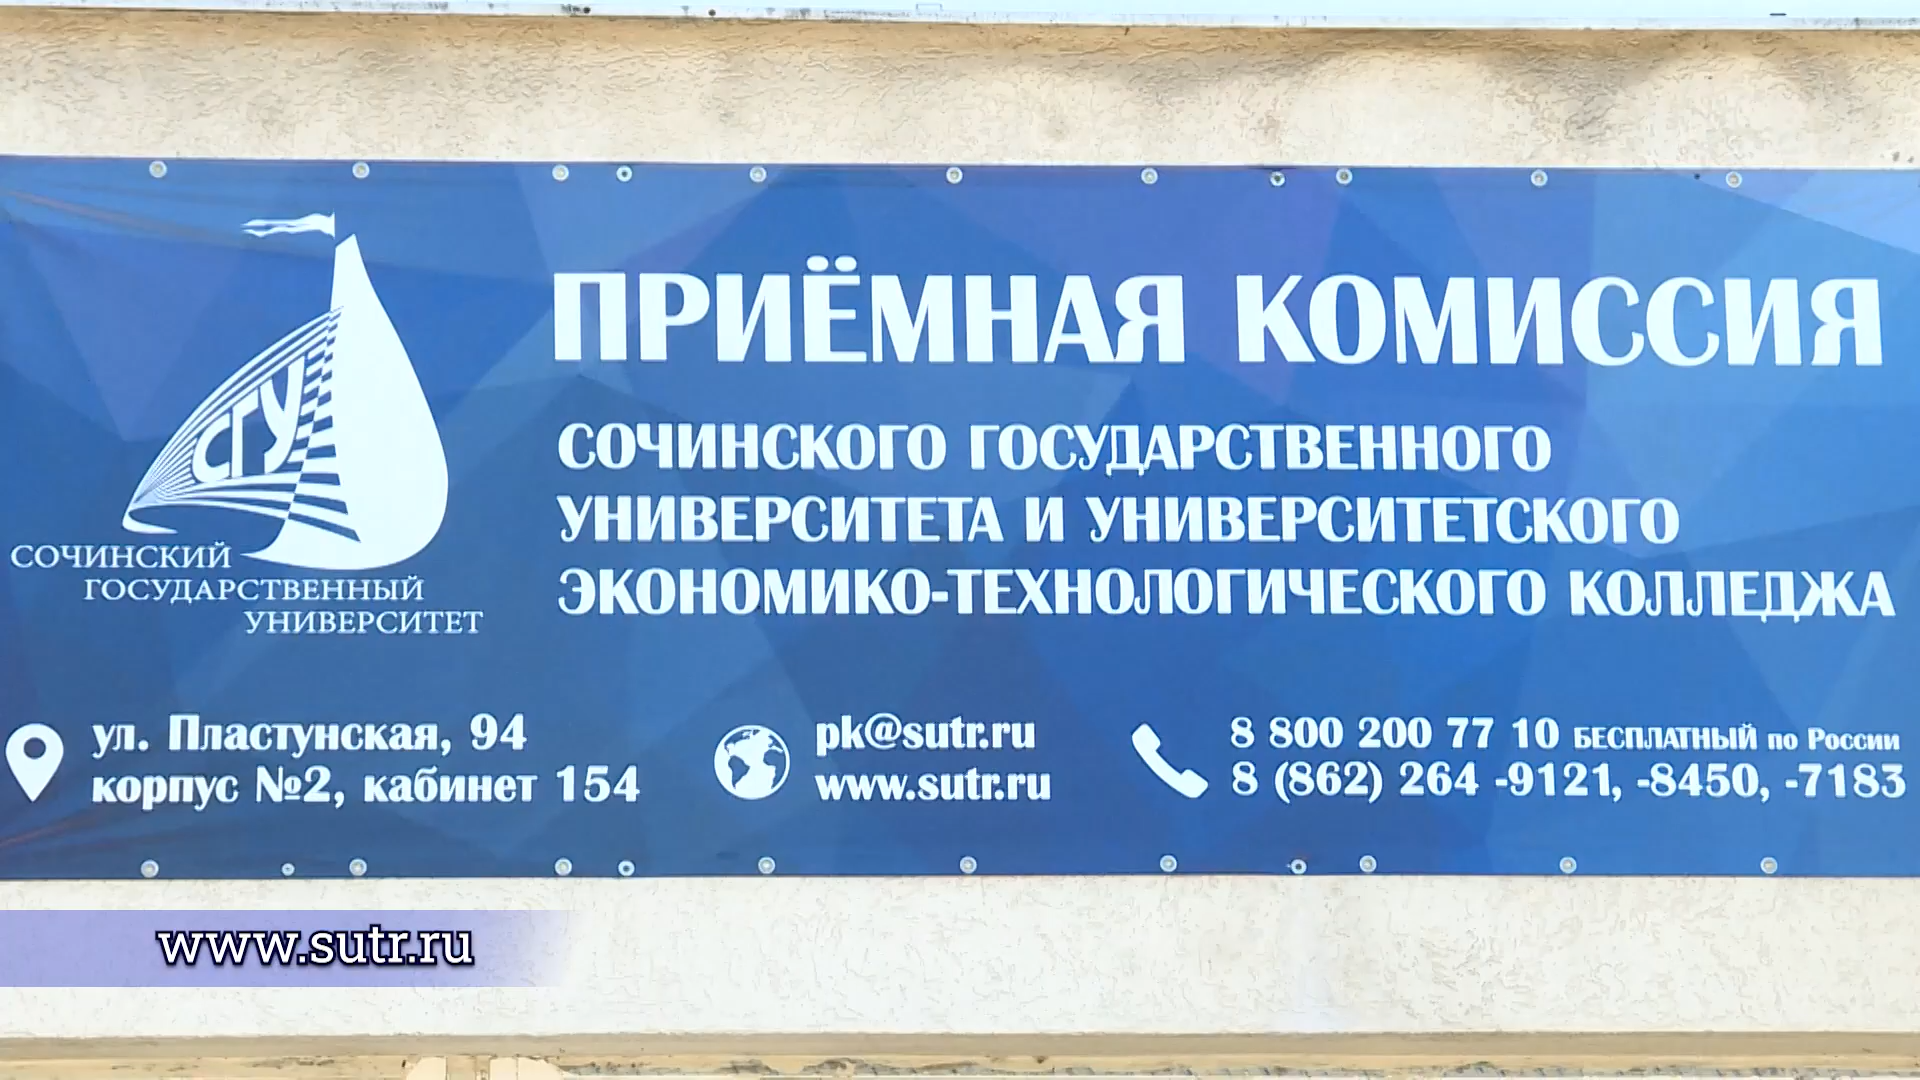 СГУ
СОЧИНСКИЙ
ГОСУДАРСТВЕННЫЙ
УНИВЕРСИТЕТ
ПРИЁМНАЯ КОМИССИЯ
СОЧИНСКОГО ГОСУДАРСТВЕННОГО
УНИВЕРСИТЕТА И УНИВЕРСИТЕТСКОГО
ЭКОНОМИКО-ТЕХНОЛОГИЧЕСКОГО КОЛЛЕДЖА
ул. Пластунская, 94
корпус №2, кабинет 154
pk@sutr.ru
www.sutr.ru
8 800 200 77 10 БЕСПЛАТНЫЙ по России
8 (862) 264 -9121, -8450, -7183
www.sutr.ru